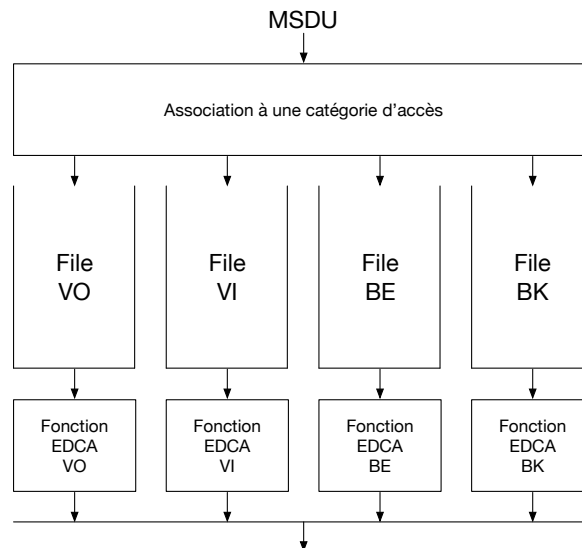 MSDU
Association à une catégorie d'accès
File
VO
File
VI
File
BE
File
BK
Fonction
EDCA
VO
Fonction
EDCA
VI
Fonction
EDCA
BE
Fonction
EDCA
BK